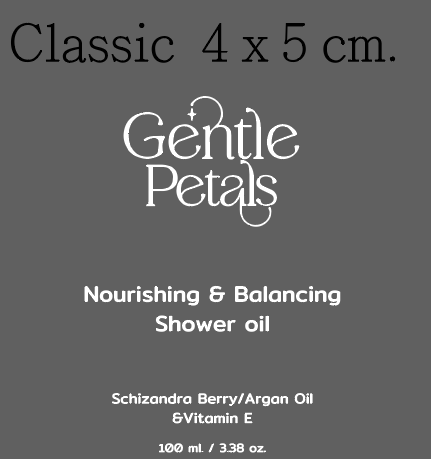 Classic 4 x 5 cm.
Gentle
Petals
Nourishing & Balancing
Shower oil
Schizandra Berry/Argan Oil
&Vitamin E
100 ml / 3.38 oz.